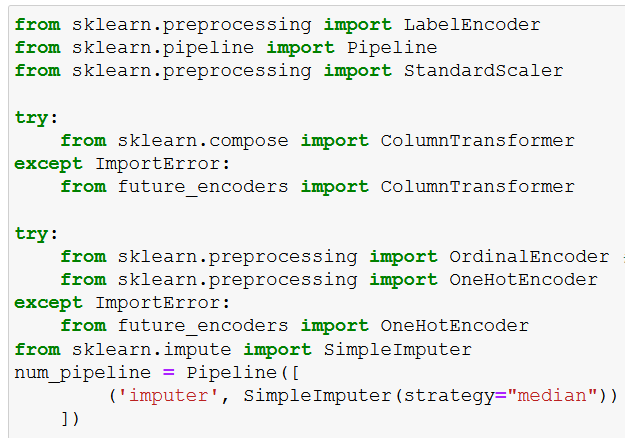 from sklearn.preprocessing import LabelEncoder
from sklearn.pipeline import Pipeline
from sklearn.preprocessing import StandardScaler

try:
    from sklearn.compose import ColumnTransformer
except ImportError:
    from future_encoders import ColumnTransformer

try:
    from sklearn.preprocessing import OrdinalEncoder
    from sklearn.preprocessing import OneHotEncoder
except ImportError:
    from future_encoders import OneHotEncoder
from sklearn.impute import SimpleImputer
num_pipeline = Pipeline([
        ('imputer', SimpleImputer(strategy="median"))
    ])